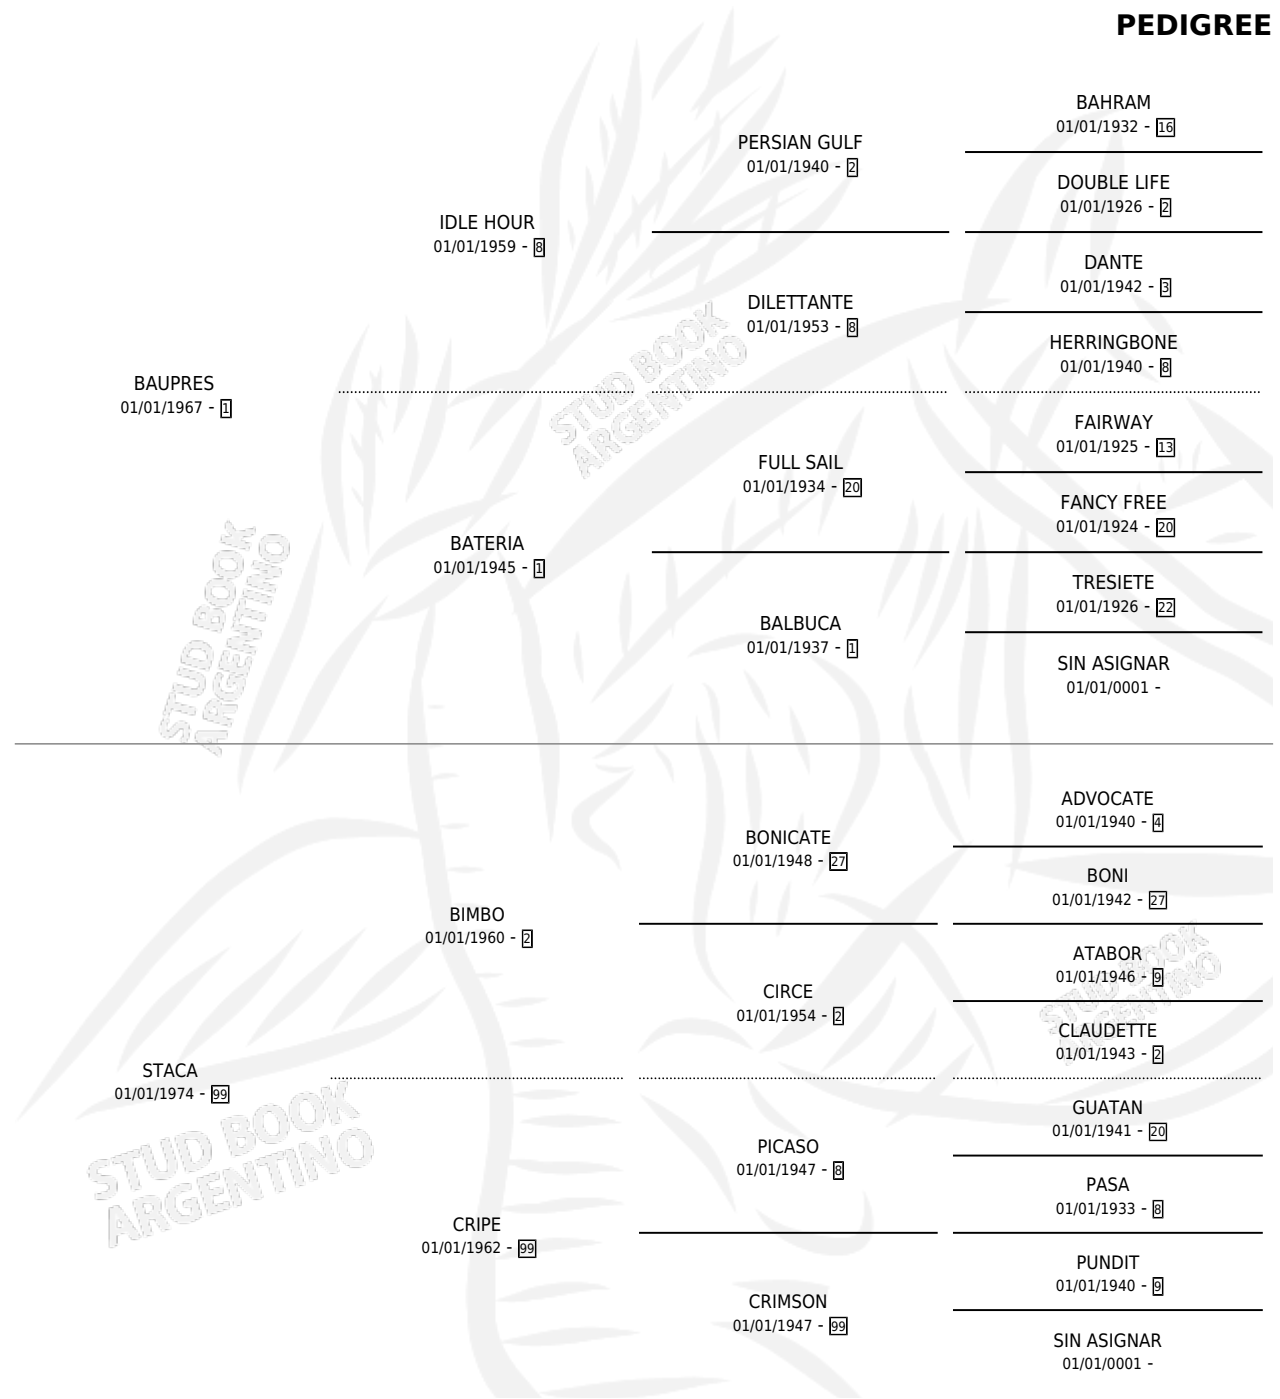 PEDIGREE
BAHRAM
01/01/1932 - 16
PERSIAN GULF
01/01/1940 - 2
DOUBLE LIFE
01/01/1926 - 2
IDLE HOUR
01/01/1959 - 8
DANTE
01/01/1942 - 3
DILETTANTE
01/01/1953 - 8
HERRINGBONE
01/01/1940 - 8
BAUPRES
01/01/1967 - 1
FAIRWAY
01/01/1925 - 13
FULL SAIL
01/01/1934 - 20
FANCY FREE
01/01/1924 - 20
BATERIA
01/01/1945 - 1
TRESIETE
01/01/1926 - 22
BALBUCA
01/01/1937 - 1
SIN ASIGNAR
01/01/0001 -
ADVOCATE
01/01/1940 - 4
BONICATE
01/01/1948 - 27
BONI
01/01/1942 - 27
BIMBO
01/01/1960 - 2
ATABOR
01/01/1946 - 9
CIRCE
01/01/1954 - 2
CLAUDETTE
01/01/1943 - 2
STACA
01/01/1974 - 99
GUATAN
01/01/1941 - 20
PICASO
01/01/1947 - 8
PASA
01/01/1933 - 8
CRIPE
01/01/1962 - 99
PUNDIT
01/01/1940 - 9
CRIMSON
01/01/1947 - 99
SIN ASIGNAR
01/01/0001 -
STUD BOOK
ARGENTINO
STUD BOOK
ARGENTINO
STUD BOOK
ARGENTINO
STUD BOOK
ARGENTINO